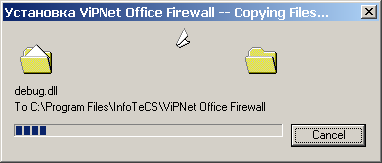 Установка ViPNet Office Firewall -- Copying Files...
debug.dll
To C:\Program Files\InfoTeCS\ViPNet Office Firewall
Cancel